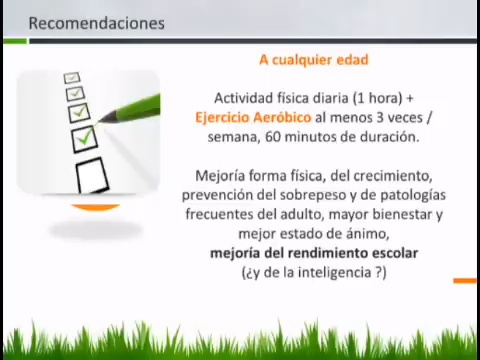 Recomendaciones
A cualquier edad
Actividad física diaria (1 hora) +
Ejercicio Aeróbico al menos 3 veces /
semana, 60 minutos de duración.
Mejoría forma física, del crecimiento,
prevención del sobrepeso y de patologías
frecuentes del adulto, mayor bienestar y
mejor estado de ánimo,
mejoría del rendimiento escolar
(¿y de la inteligencia ?)